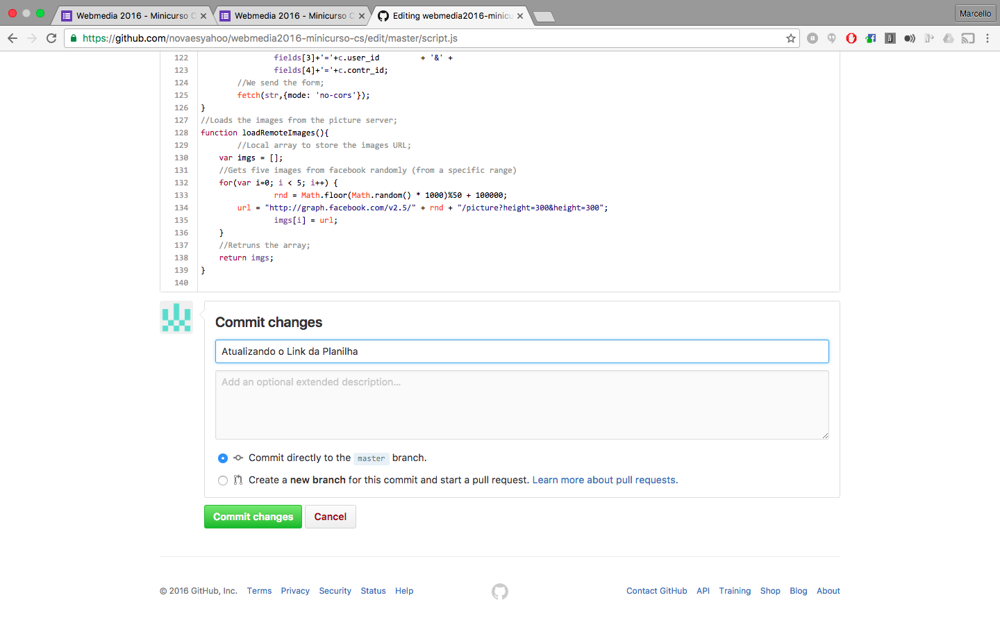 Webmedia 2016 - Minicurso C
Webmedia 2016 - Minicurso C
Editing webmedia2016-minicu
Marcello
https://github.com/novaesyahoo/webmedia2016-minicurso-cs/edit/master/script.js
122 fields[3]+'='+c.user_id + '&' +
123 fields[4]+'='+c.contr_id;
124 //We send the form;
125 fetch(str,{mode: 'no-cors'});
126 }
127 //Loads the images from the picture server;
128 function loadRemoteImages(){
129 //Local array to store the images URL;
130 var imgs = [];
131 //Gets five images from facebook randomly (from a specific range)
132 for(var i=0; i < 5; i++) {
133 rnd = Math.floor(Math.random() * 1000)%50 + 100000;
134 url = "http://graph.facebook.com/v2.5/" + rnd + "/picture?height=300&height=300";
135 imgs[i] = url;
136 }
137 //Retruns the array;
138 return imgs;
139 }
140
Commit changes
Atualizando o Link da Planilha
Add an optional extended description...
Commit directly to the master branch.
Create a new branch for this commit and start a pull request. Learn more about pull requests.
Commit changes Cancel
© 2016 GitHub, Inc. Terms Privacy Security Status Help Contact GitHub API Training Shop Blog About